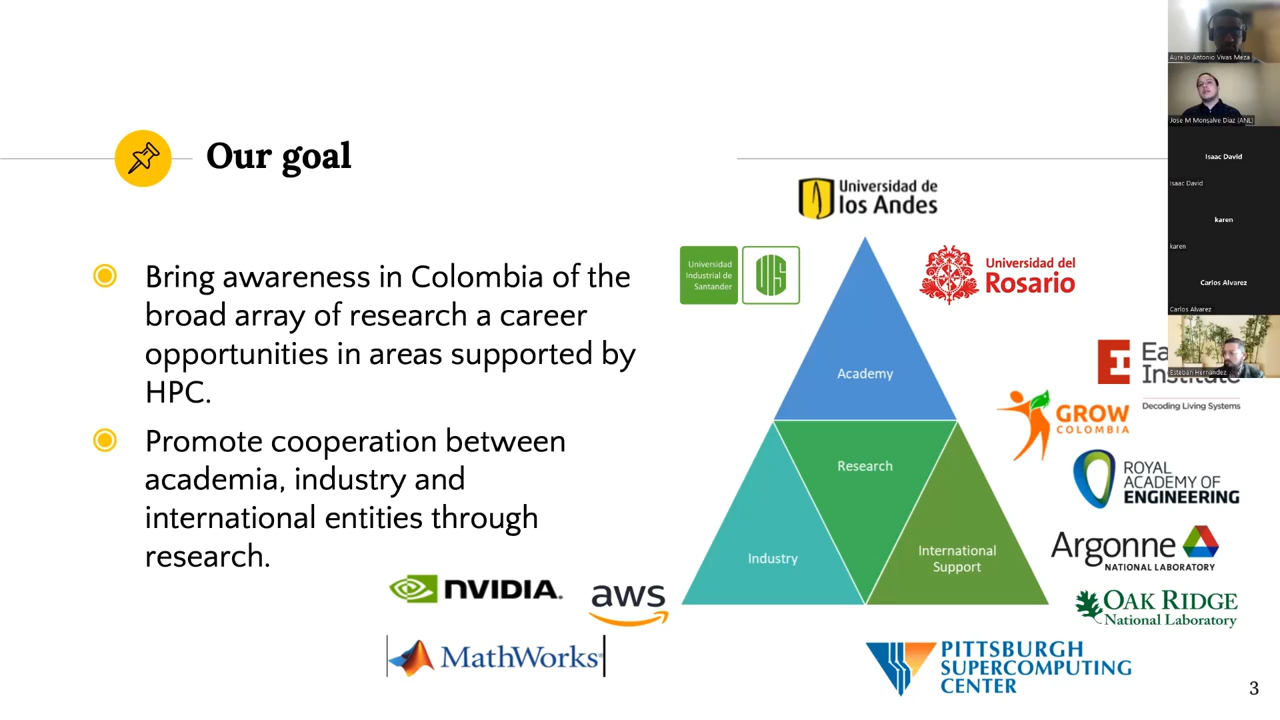 Our goal
Bring awareness in Colombia of the
broad array of research a career
opportunities in areas supported by
HPC.
Promote cooperation between
academia, industry and
international entities through
research.
Universidad de
los Andes
Universidad
Industrial de
Santander
UIS
Universidad del
Rosario
Academy
Research
Industry
International
Support
Ea
Institute
Decoding Living Systems
GROW
COLOMBIA
ROYAL
ACADEMY OF
ENGINEERING
Argonne
NATIONAL LABORATORY
OAK RIDGE
National Laboratory
PITTSBURGH
SUPERCOMPUTING
CENTER
NVIDIA.
aws
MathWorks®
3
Aurelio Antonio Vivas Meza
Jose M Monsalve Diaz (ANL)
Isaac David
Isaac David
karen
karen
Carlos Alvarez
Carlos Alvarez
Esteban Hernandez